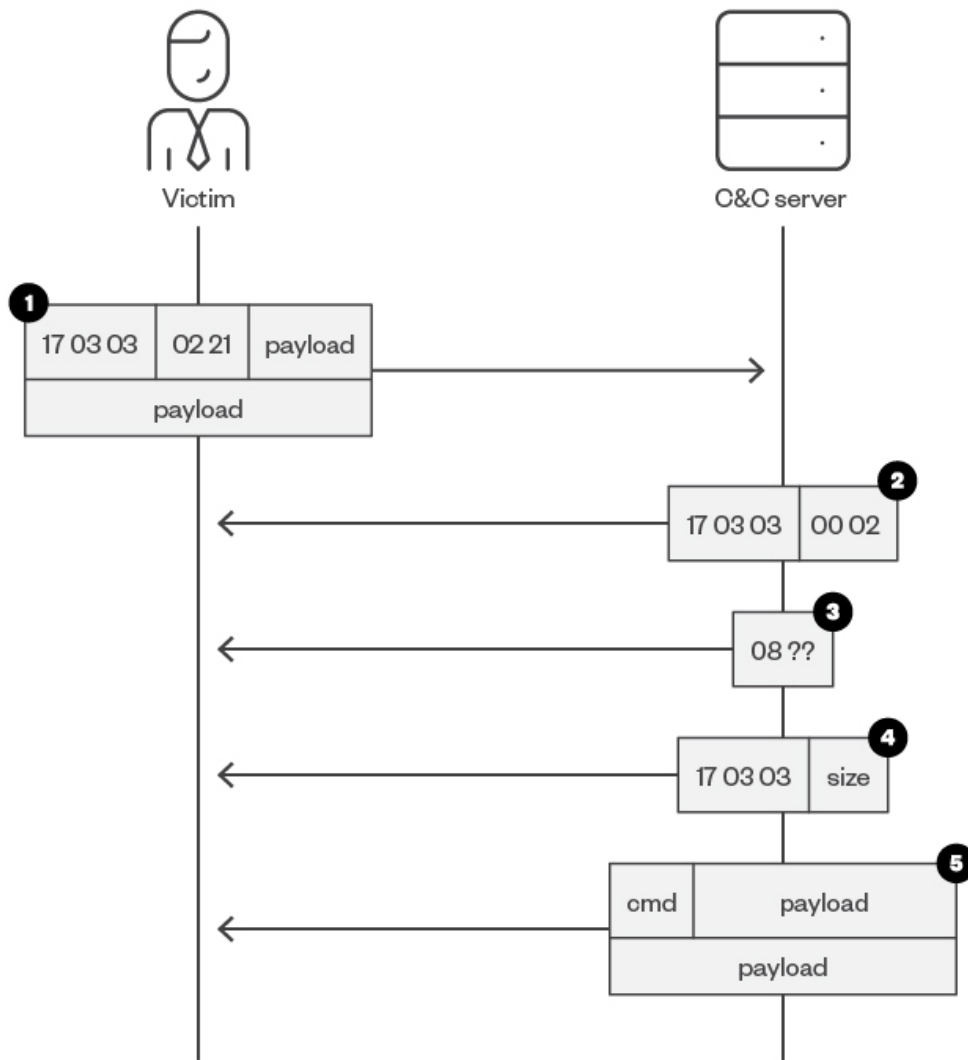 Victim
C&C server
1
17 03 03 02 21 payload
payload
2
17 03 03 00 02
3
08 ??
4
17 03 03 size
5
cmd payload
payload